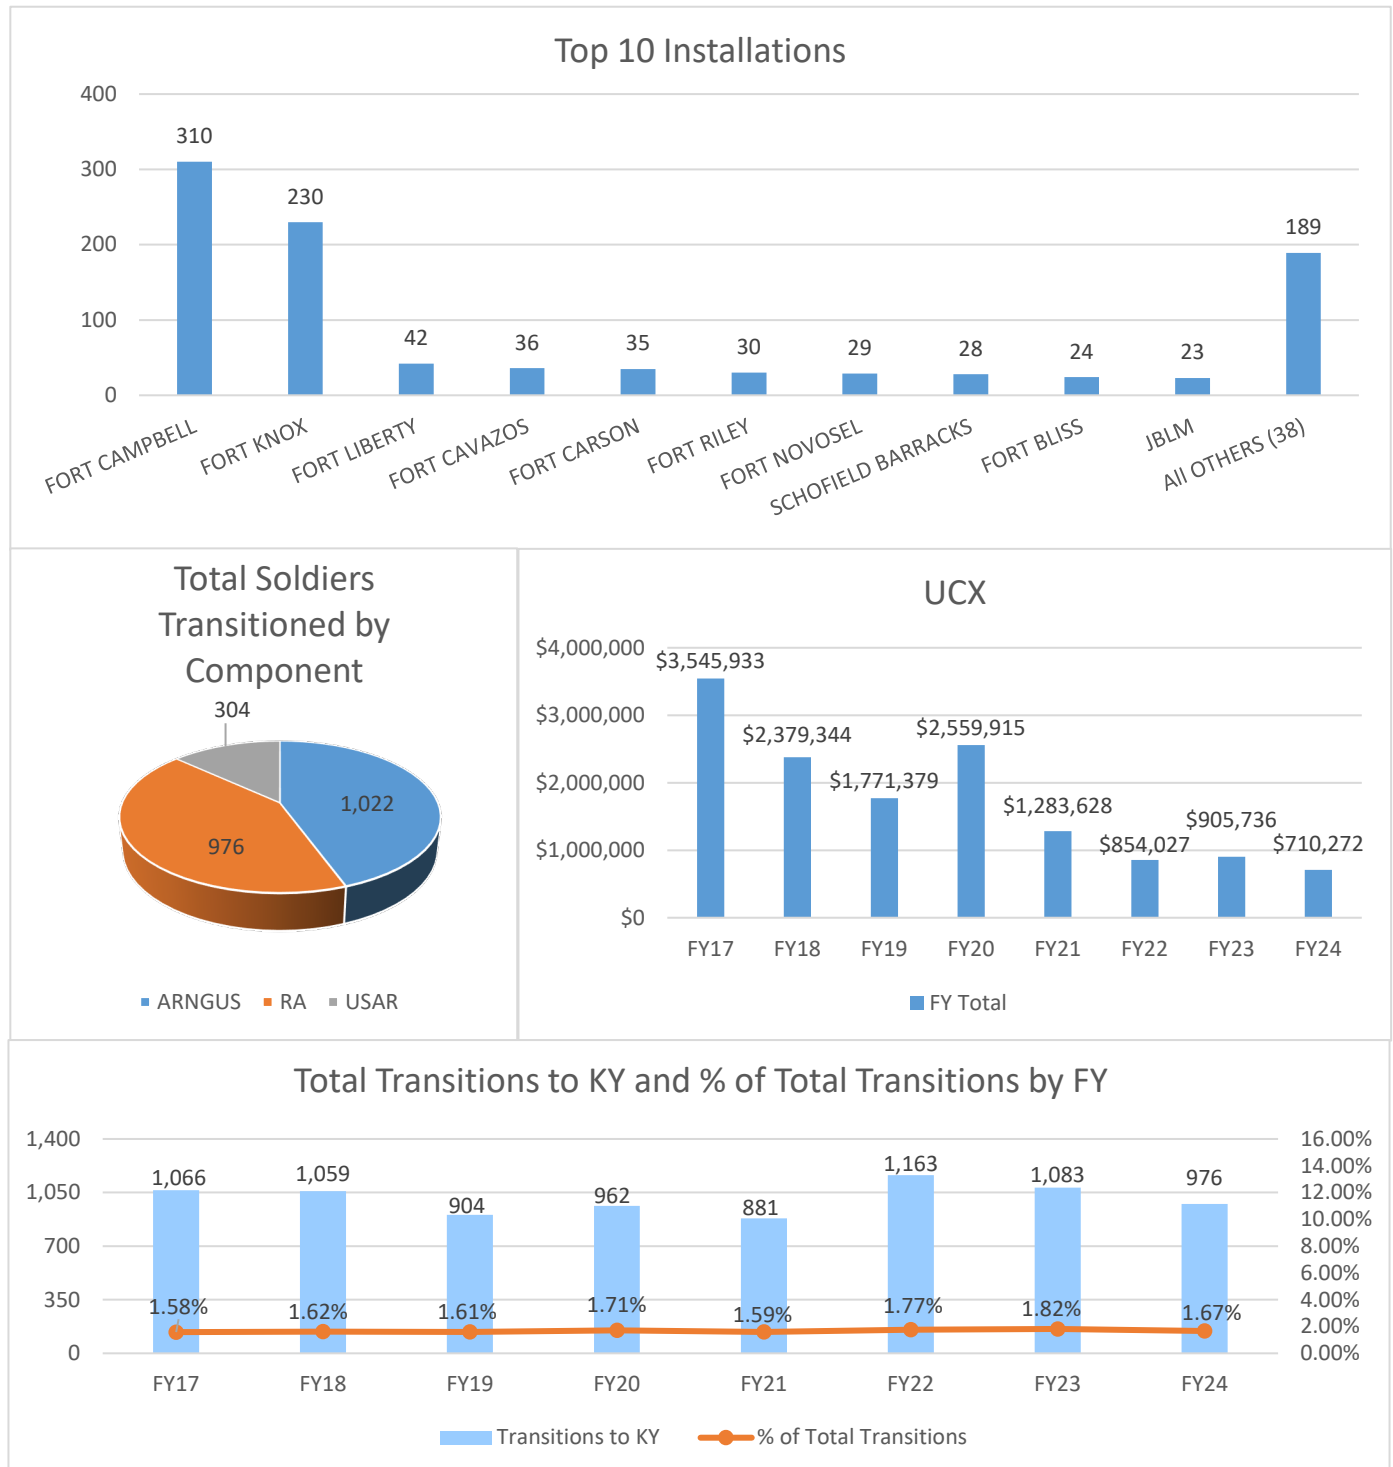 Top 10 Installations
400
300
200
100
0
310
230
42
36
35
30
29
28
24
23
189
FORT CAMPBELL
FORT KNOX
FORT LIBERTY
FORT CAVAZOS
FORT CARSON
FORT RILEY
FORT NOVOSEL
SCHOFIELD BARRACKS
FORT BLISS
JBLM
All OTHERS (38)
Total Soldiers
Transitioned by
Component
304
1,022
976
ARNGUS RA USAR
UCX
$4,000,000
$3,000,000
$2,000,000
$1,000,000
$0
$3,545,933
$2,379,344
$1,771,379
$2,559,915
$1,283,628
$854,027
$905,736
$710,272
FY17 FY18 FY19 FY20 FY21 FY22 FY23 FY24
FY Total
Total Transitions to KY and % of Total Transitions by FY
1,400
1,050
700
350
0
1,066
1,059
904
962
881
1,163
1,083
976
1.58%
1.62%
1.61%
1.71%
1.59%
1.77%
1.82%
1.67%
16.00%
14.00%
12.00%
10.00%
8.00%
6.00%
4.00%
2.00%
0.00%
FY17 FY18 FY19 FY20 FY21 FY22 FY23 FY24
Transitions to KY % of Total Transitions